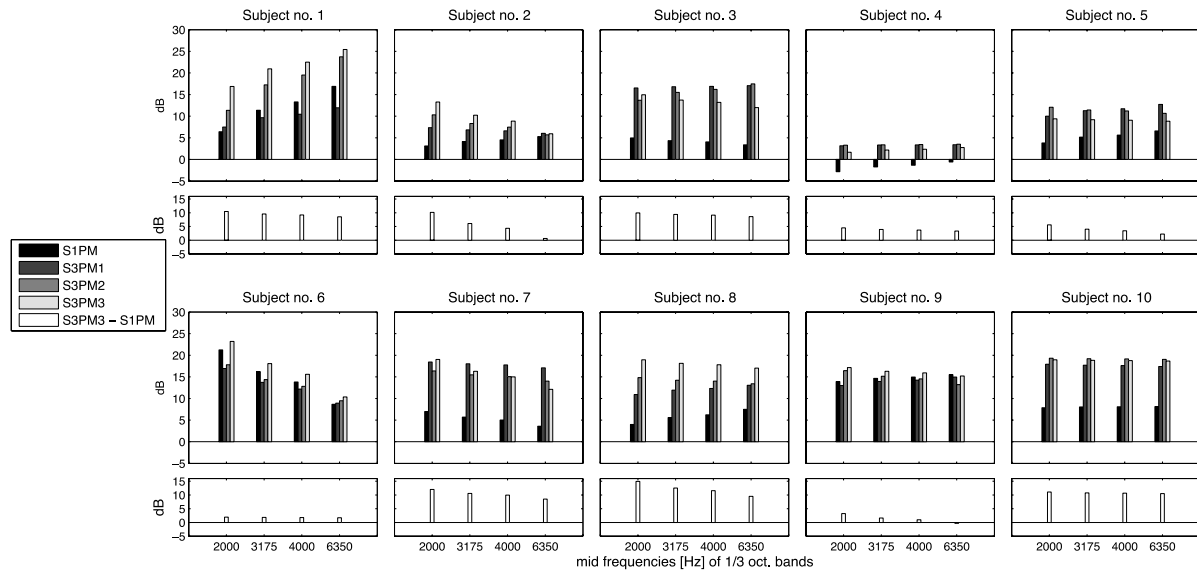 Subject no. 1
Subject no. 2
Subject no. 3
Subject no. 4
Subject no. 5
30
25
20
15
10
5
0
−5
dB
15
10
5
0
−5
dB
S1PM
S3PM1
S3PM2
S3PM3
S3PM3 − S1PM
Subject no. 6
Subject no. 7
Subject no. 8
Subject no. 9
Subject no. 10
30
25
20
15
10
5
0
−5
dB
15
10
5
0
−5
dB
2000 3175 4000 6350
2000 3175 4000 6350
2000 3175 4000 6350
2000 3175 4000 6350
2000 3175 4000 6350
mid frequencies [Hz] of 1/3 oct. bands